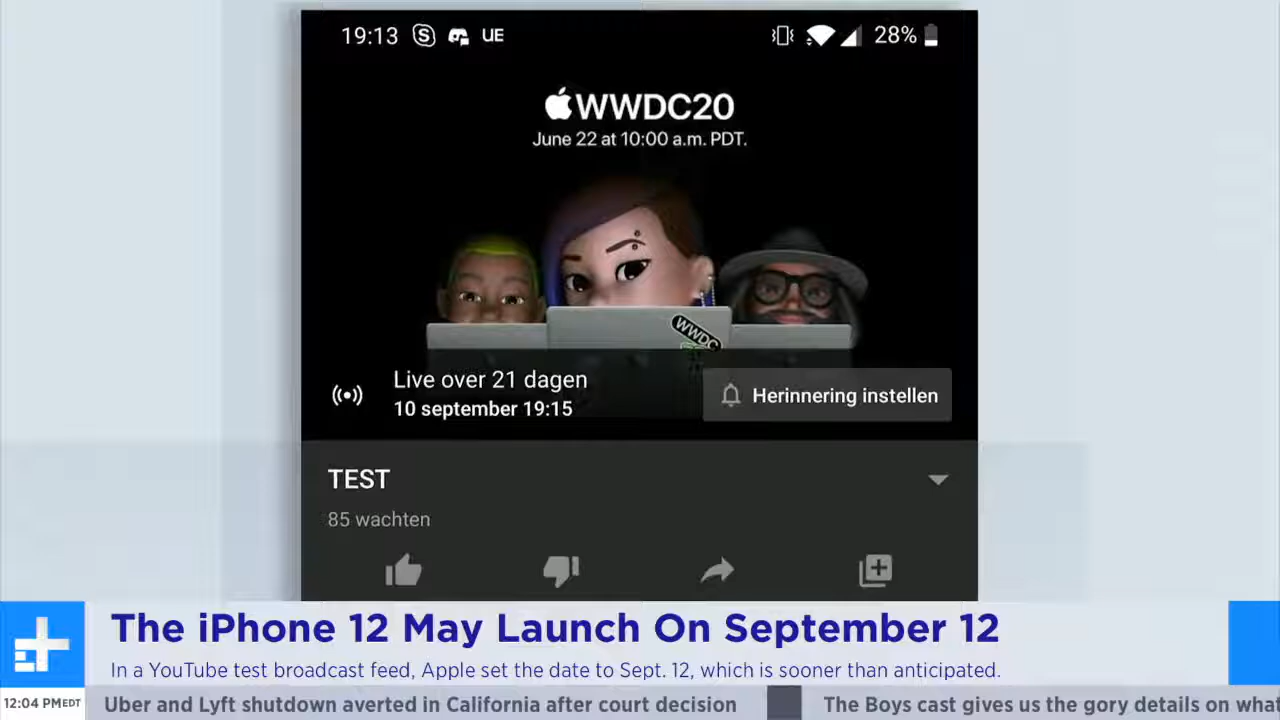 19:13 UE 28%
WWDC20
June 22 at 10:00 a.m. PDT.
WWDC
Live over 21 dagen
10 september 19:15
Herinnering instellen
TEST
85 wachten
The iPhone 12 May Launch On September 12
In a YouTube test broadcast feed, Apple set the date to Sept. 12, which is sooner than anticipated.
12:04 PM EDT
Uber and Lyft shutdown averted in California after court decision
The Boys cast gives us the gory details on what